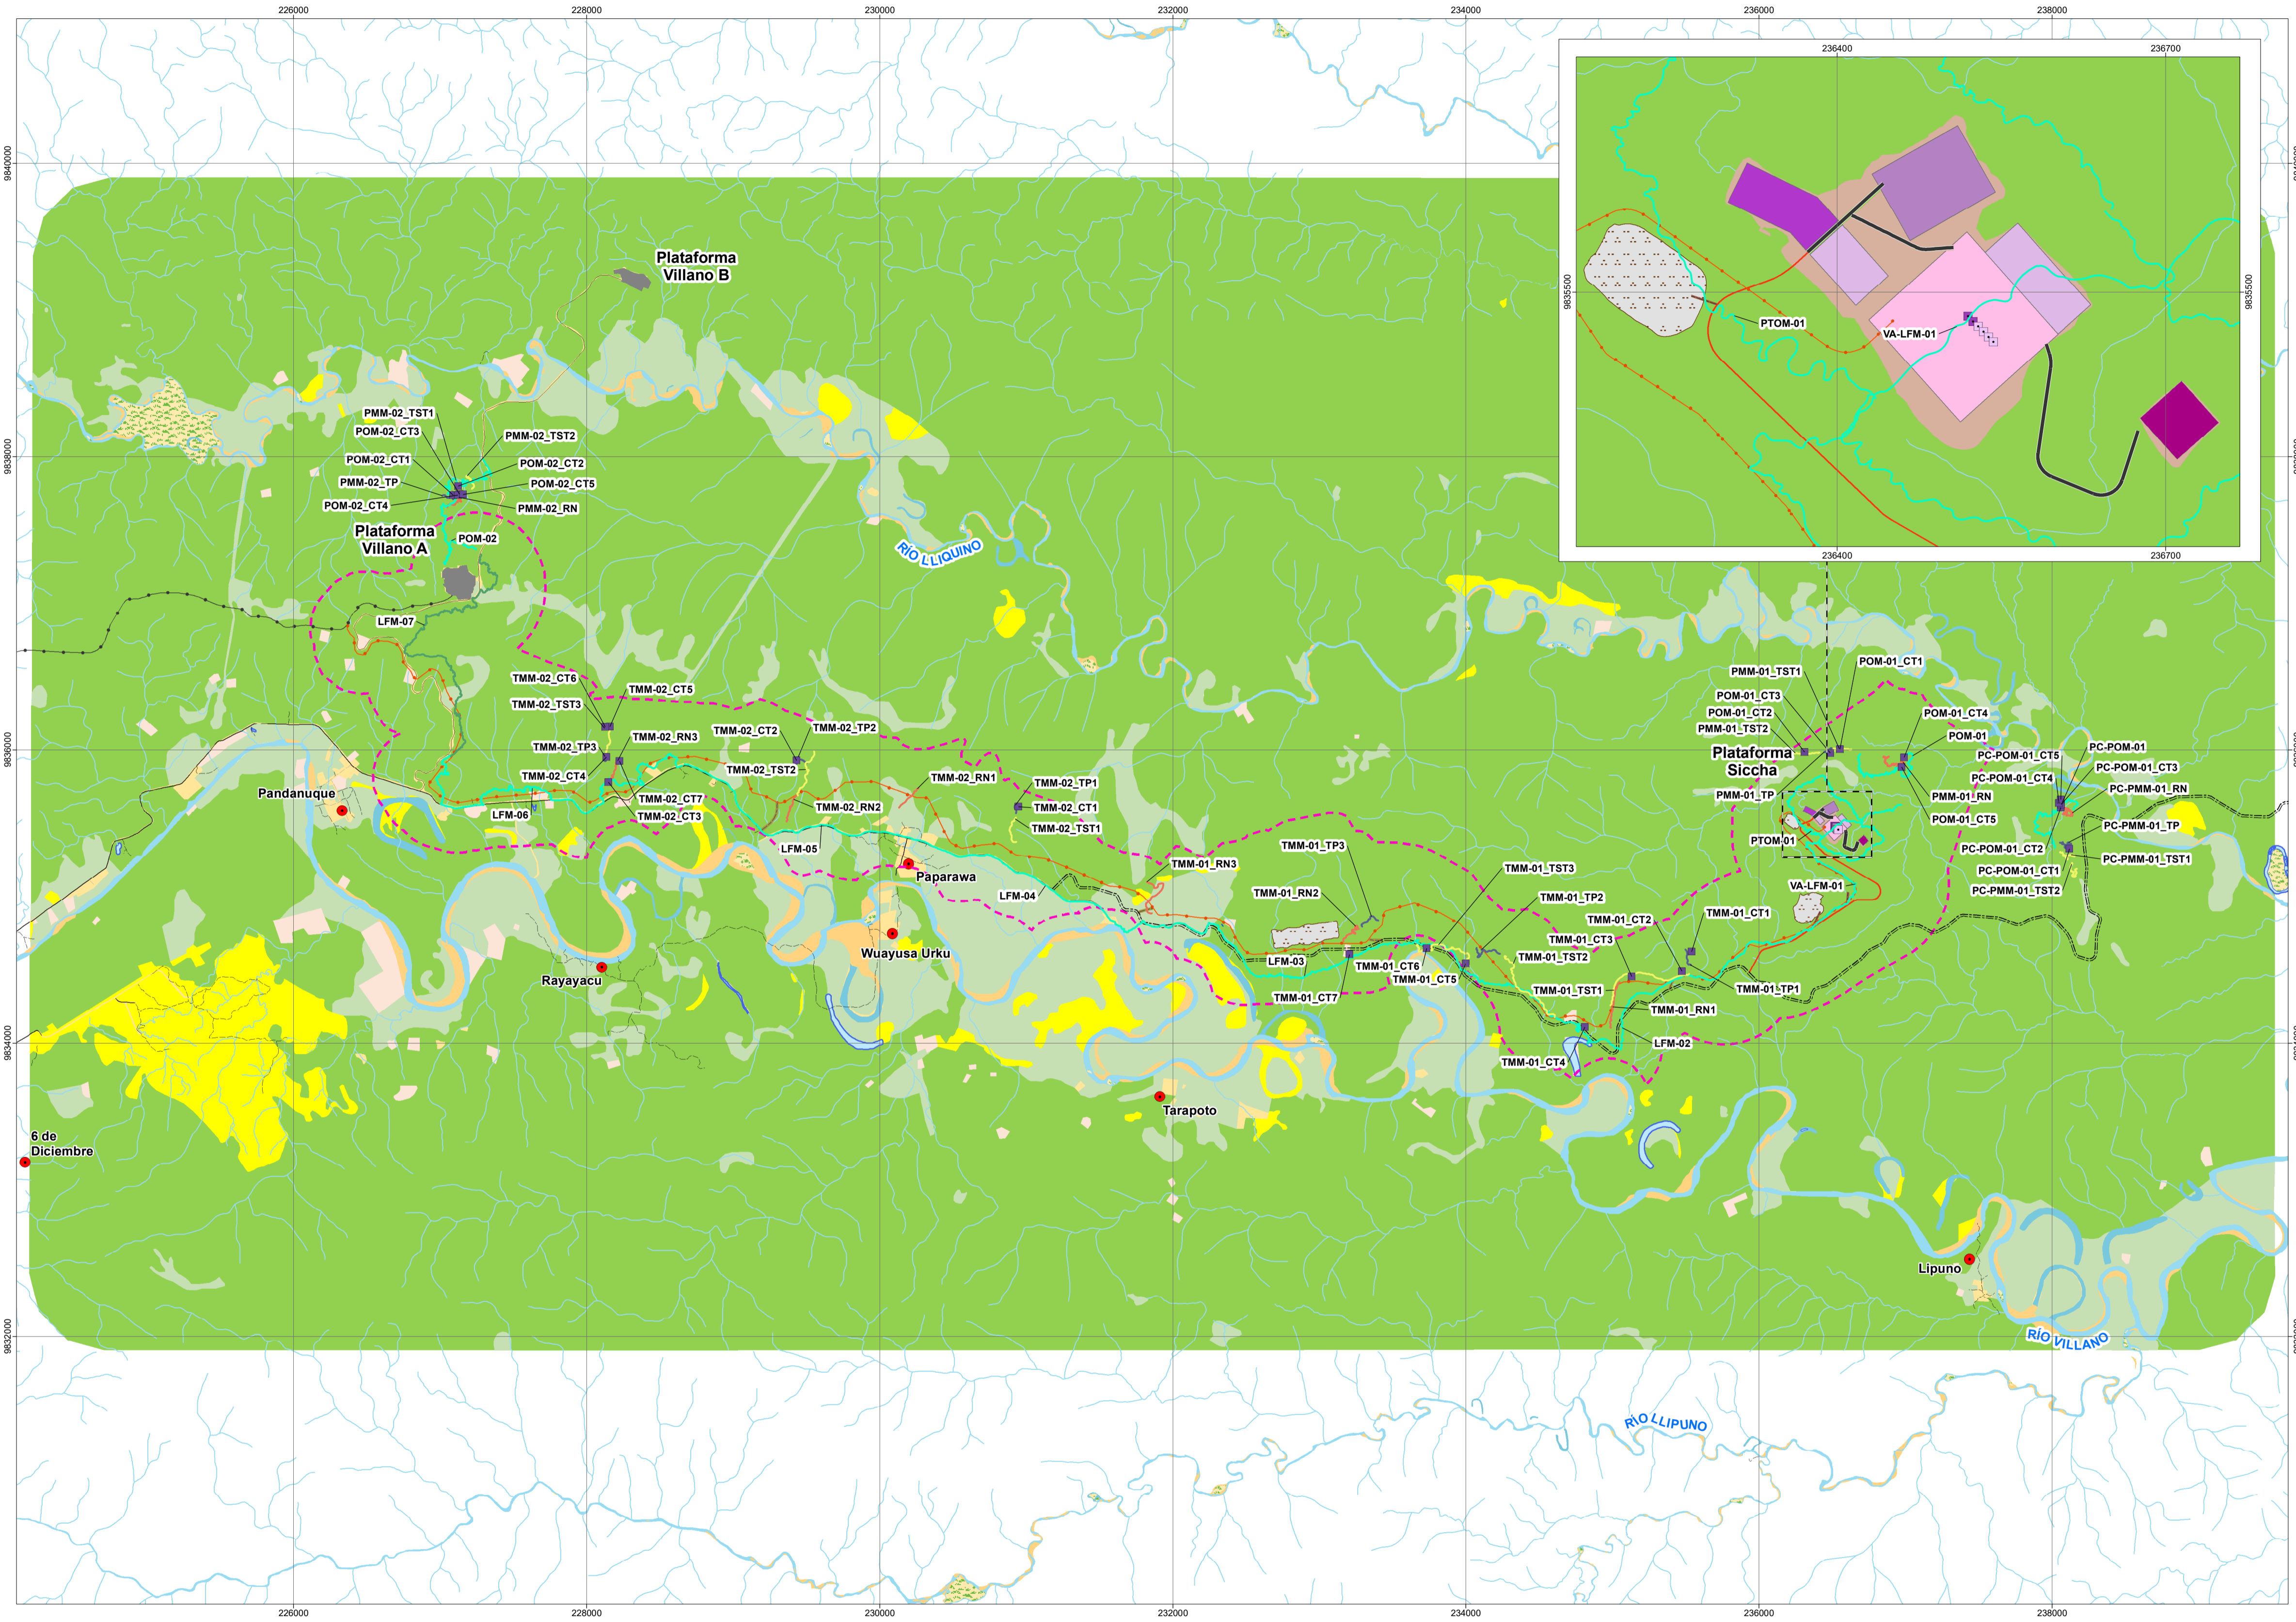 226000
228000
230000
232000
234000
236000
238000
236400
236700
9840000
9835500
9835500
PTOM-01
VA-LFM-01
236400
236700
Plataforma
Villano B
PMM-02_TST1
POM-02_CT3
PMM-02_TST2
POM-02_CT1
POM-02_CT2
PMM-02_TP
POM-02_CT5
POM-02_CT4
PMM-02_RN
9838000
Plataforma
Villano A
POM-02
RÍO LLIQUINO
LFM-07
TMM-02_CT6
TMM-02_CT5
TMM-02_TST3
TMM-02_CT2
TMM-02_TP2
TMM-02_RN3
TMM-02_TP3
TMM-02_TST2
TMM-02_CT4
TMM-02_RN1
TMM-02_TP1
TMM-02_CT7
TMM-02_RN2
TMM-02_CT1
LFM-06
TMM-02_CT3
TMM-02_TST1
Pandanuque
LFM-05
Paparawa
LFM-04
9836000
PMM-01_TST1
POM-01_CT1
POM-01_CT3
POM-01_CT2
POM-01_CT4
PMM-01_TST2
POM-01
Plataforma
Siccha
PC-POM-01_CT5
PC-POM-01
PC-POM-01_CT4
PC-POM-01_CT3
PMM-01_TP
PMM-01_RN
PC-PMM-01_RN
POM-01_CT5
PC-PMM-01_TP
PTOM-01
PC-POM-01_CT2
PC-PMM-01_TST1
PC-POM-01_CT1
PC-PMM-01_TST2
VA-LFM-01
TMM-01_TP3
TMM-01_RN3
TMM-01_TST3
TMM-01_RN2
TMM-01_TP2
TMM-01_CT2
TMM-01_CT1
TMM-01_CT3
Wuayusa Urku
LFM-03
TMM-01_CT6
TMM-01_TST2
Rayayacu
TMM-01_CT5
TMM-01_CT7
TMM-01_TST1
TMM-01_TP1
TMM-01_RN1
9834000
LFM-02
TMM-01_CT4
Tarapoto
6 de
Diciembre
Lipuno
9832000
RÍO VILLANO
RÍO LLIPUNO
226000
228000
230000
232000
234000
236000
238000